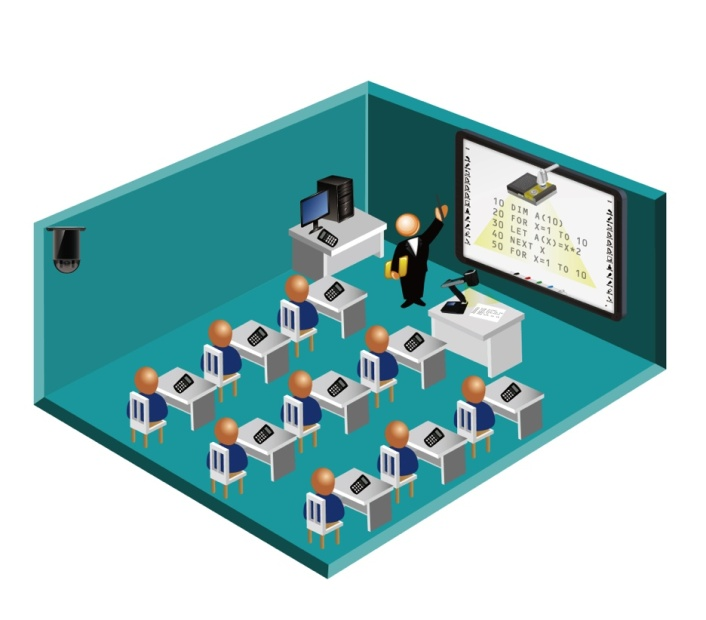 10 DIM A(10)
20 FOR X=1 TO 10
30 LET A(X)=X*2
40 NEXT X
50 FOR X=1 TO 10